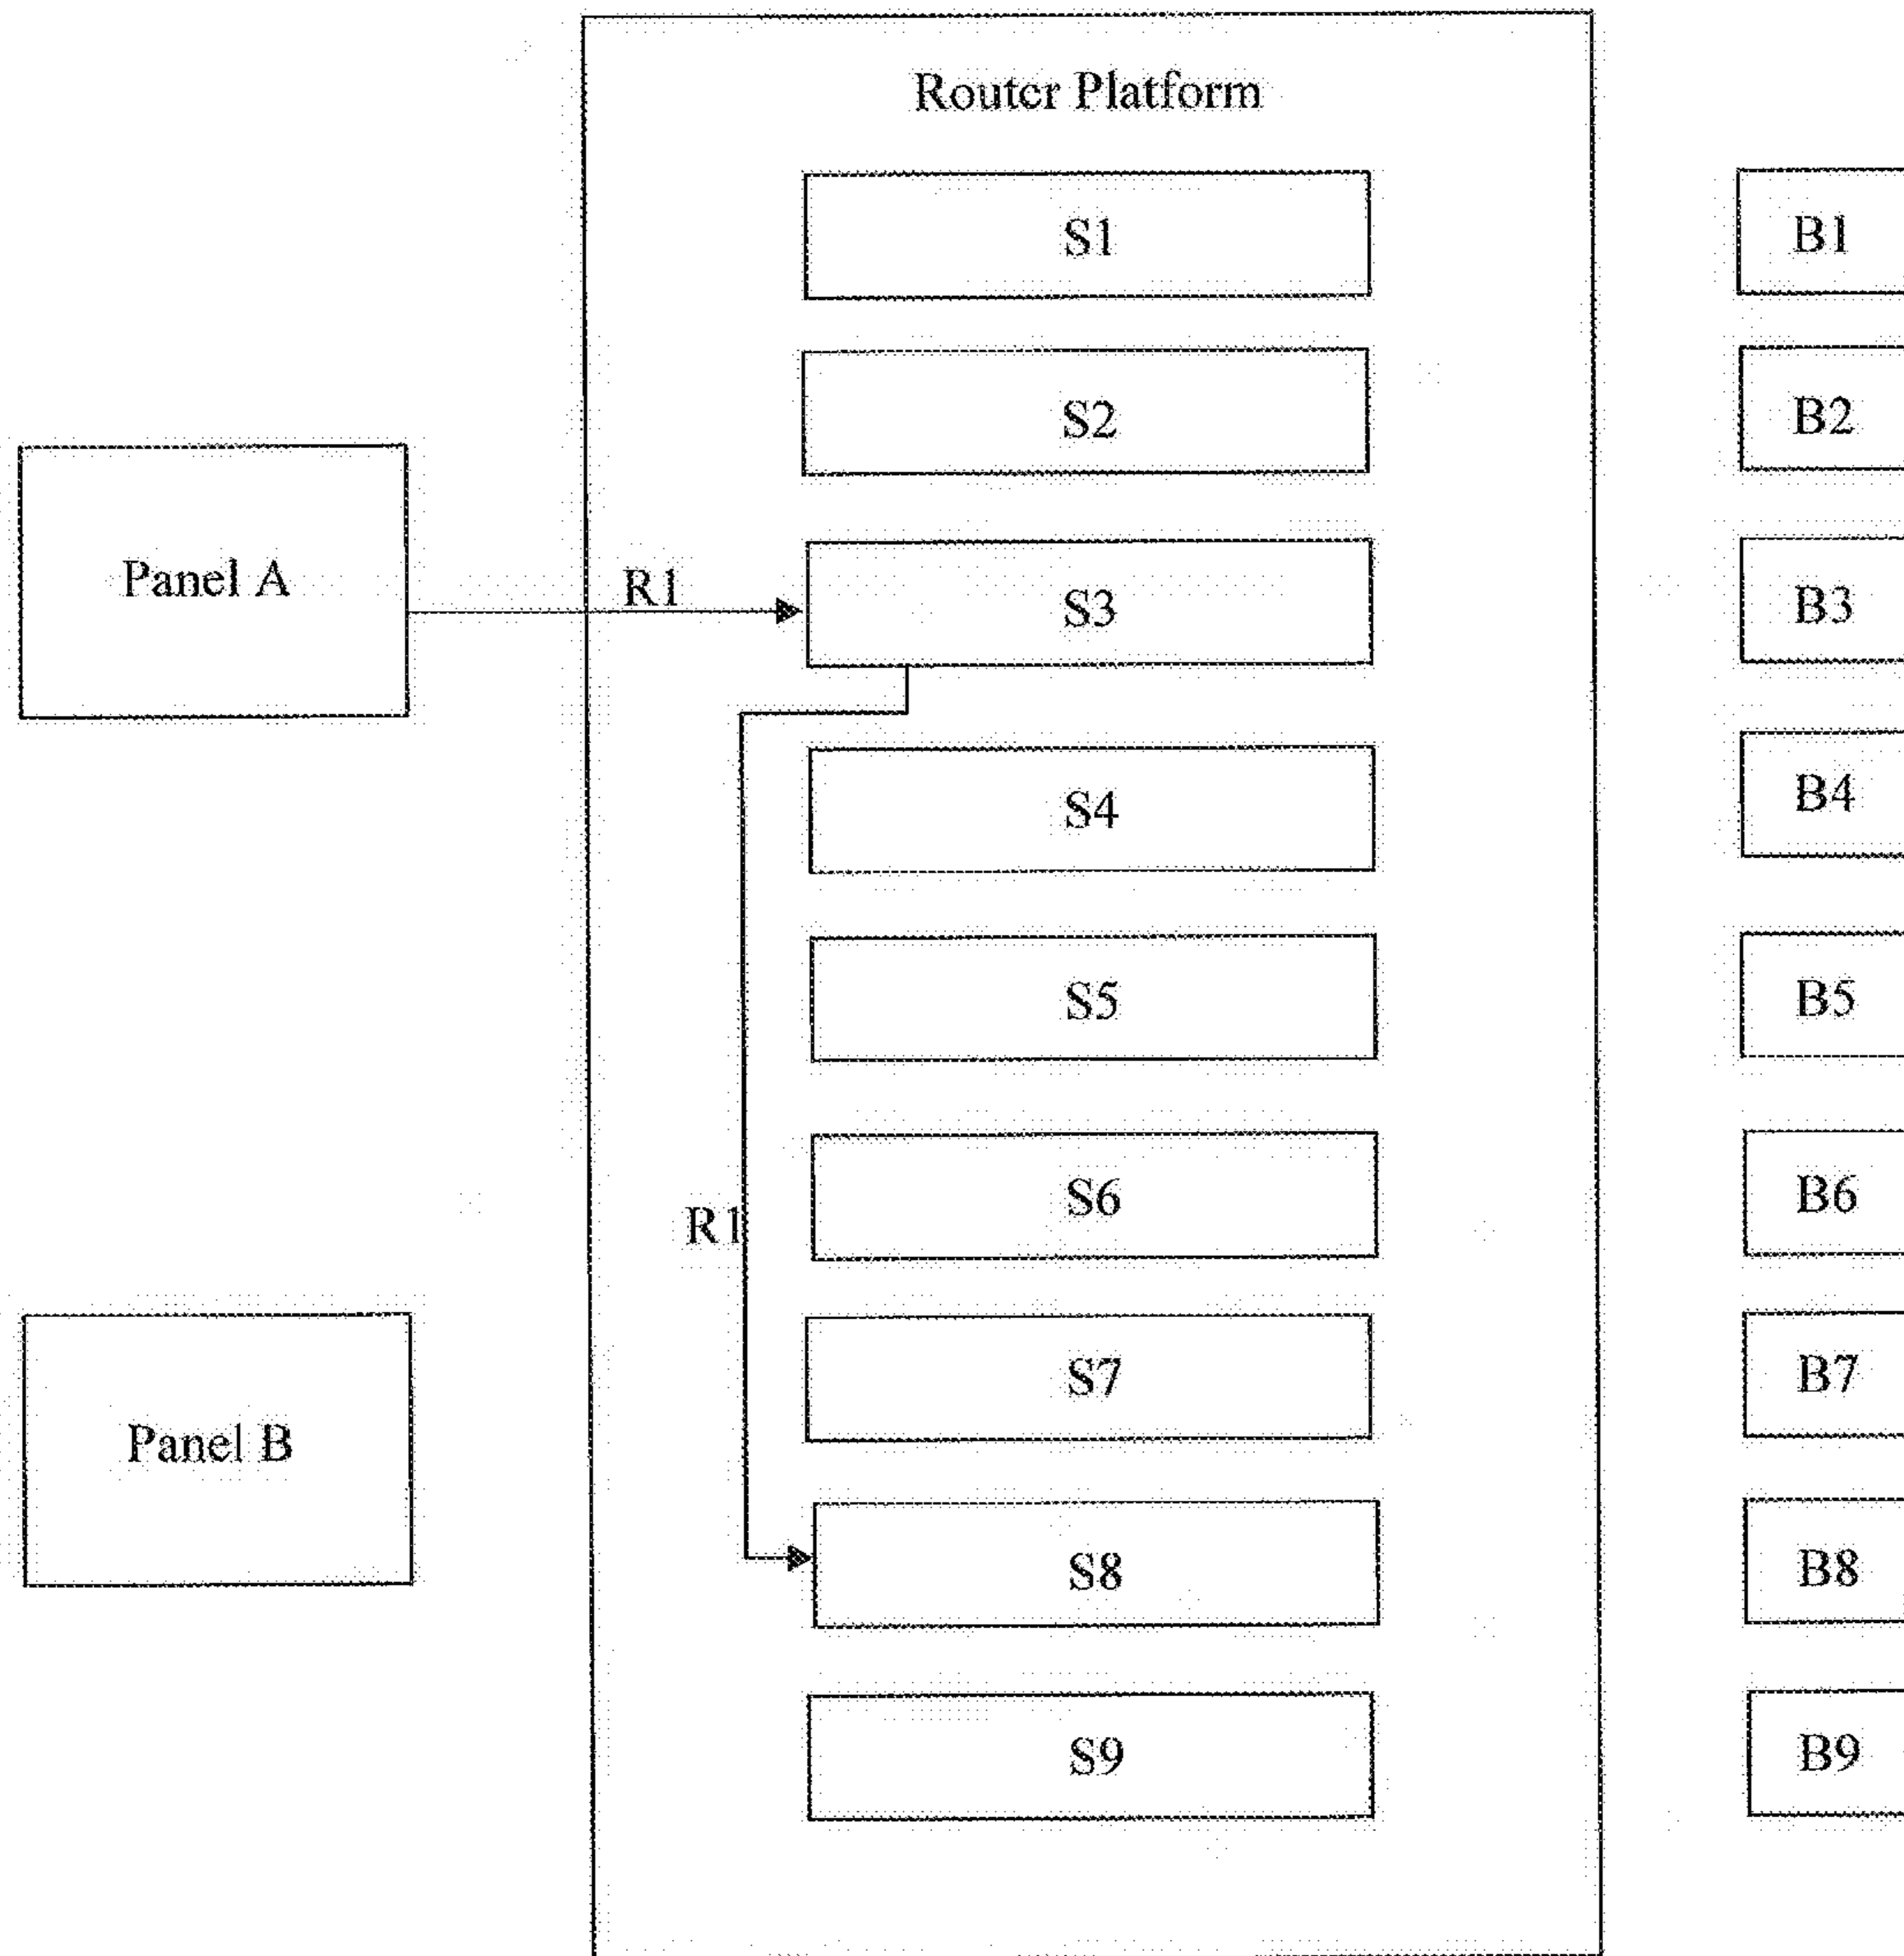 Router Platform
S1
B1
S2
B2
Panel A
R1
S3
B3
S4
B4
S5
B5
S6
B6
R1
S7
B7
Panel B
S8
B8
S9
B9